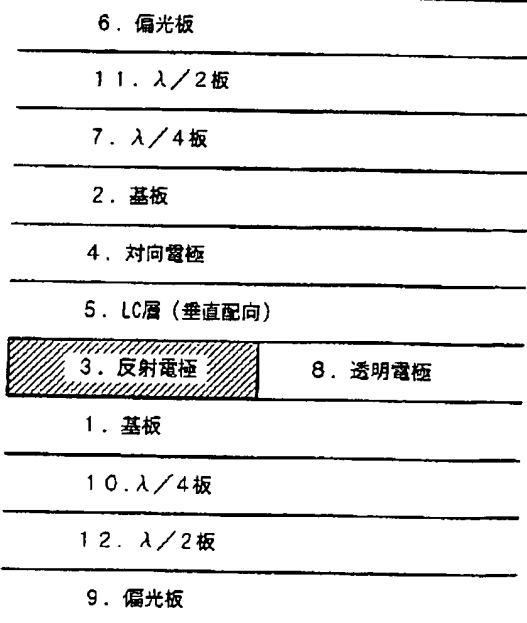 6. 偏光板
11. λ/2板
7. λ/4板
2. 基板
4. 対向電極
5. LC層(垂直配向)
3. 反射電極 8. 透明電極
1. 基板
10. λ/4板
12. λ/2板
9. 偏光板